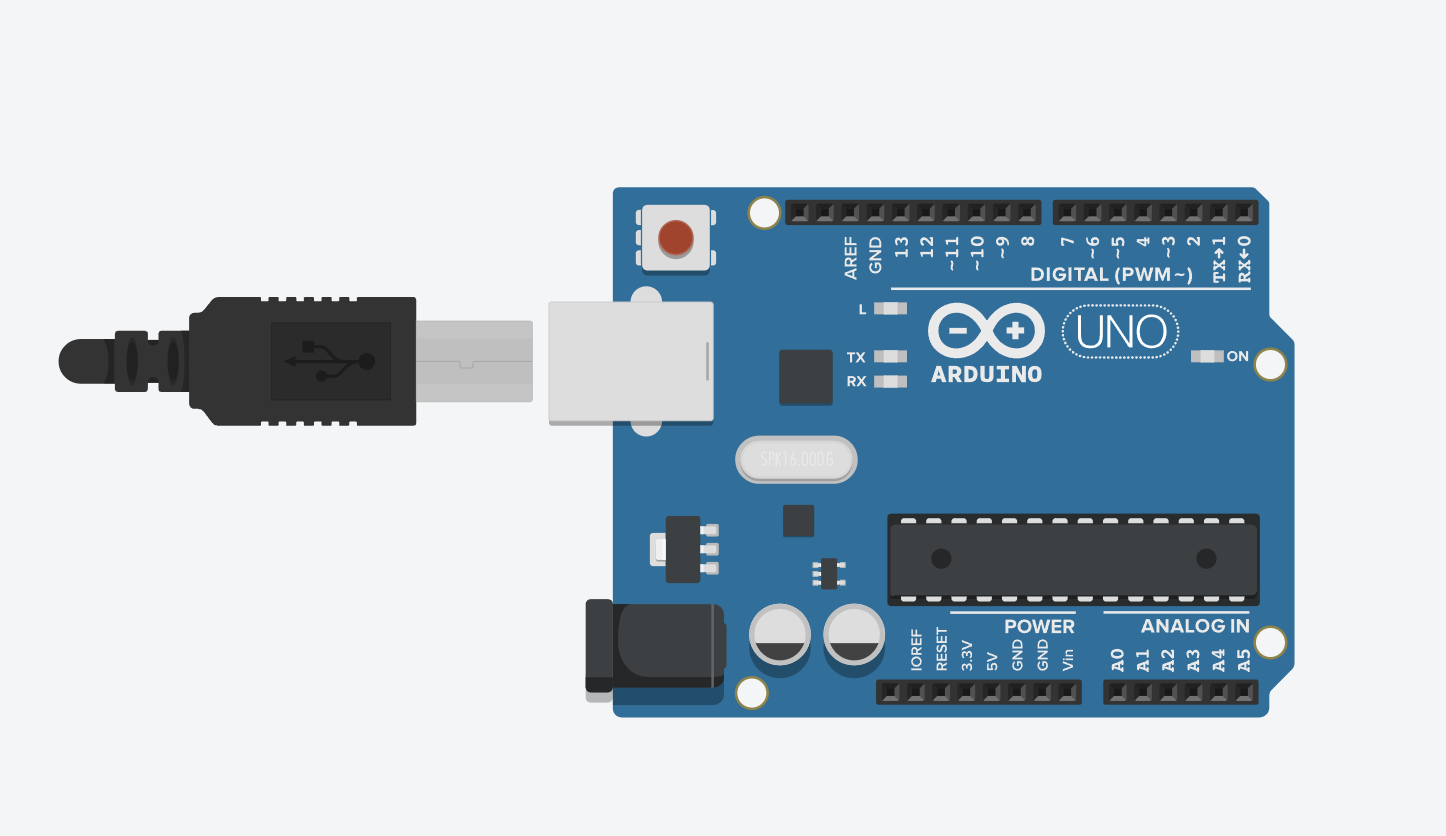 AREF
GND
13
12
~11
~10
~9
8
7
~6
~5
4
~3
2
TX→1
RX←0
DIGITAL (PWM ~)
L
TX
RX
UNO
ON
ARDUINO
SPK16.000G
POWER
ANALOG IN
IOREF
RESET
3.3V
5V
GND
GND
Vin
A0
A1
A2
A3
A4
A5